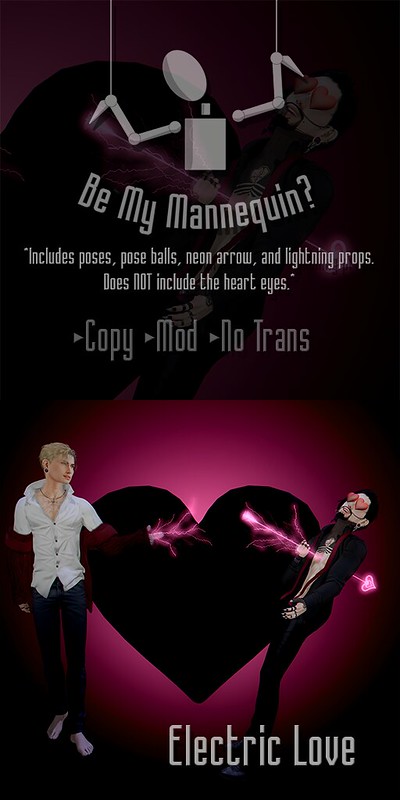 Be My Mannequin?
*Includes poses, pose balls, neon arrow, and lightning props.
Does NOT include the heart eyes.*
▸Copy ▸Mod ▸No Trans
Electric Love